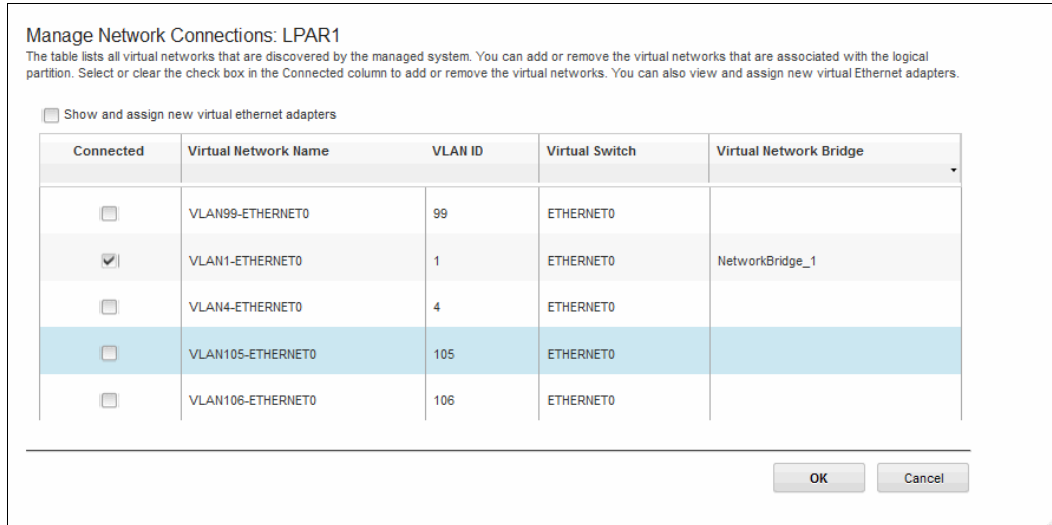 Manage Network Connections: LPAR1
The table lists all virtual networks that are discovered by the managed system. You can add or remove the virtual networks that are associated with the logical
partition. Select or clear the check box in the Connected column to add or remove the virtual networks. You can also view and assign new virtual Ethernet adapters.
Show and assign new virtual ethernet adapters
Connected Virtual Network Name VLAN ID Virtual Switch Virtual Network Bridge
VLAN99-ETHERNET0 99 ETHERNET0
VLAN1-ETHERNET0 1 ETHERNET0 NetworkBridge_1
VLAN4-ETHERNET0 4 ETHERNET0
VLAN105-ETHERNET0 105 ETHERNET0
VLAN106-ETHERNET0 106 ETHERNET0
OK Cancel